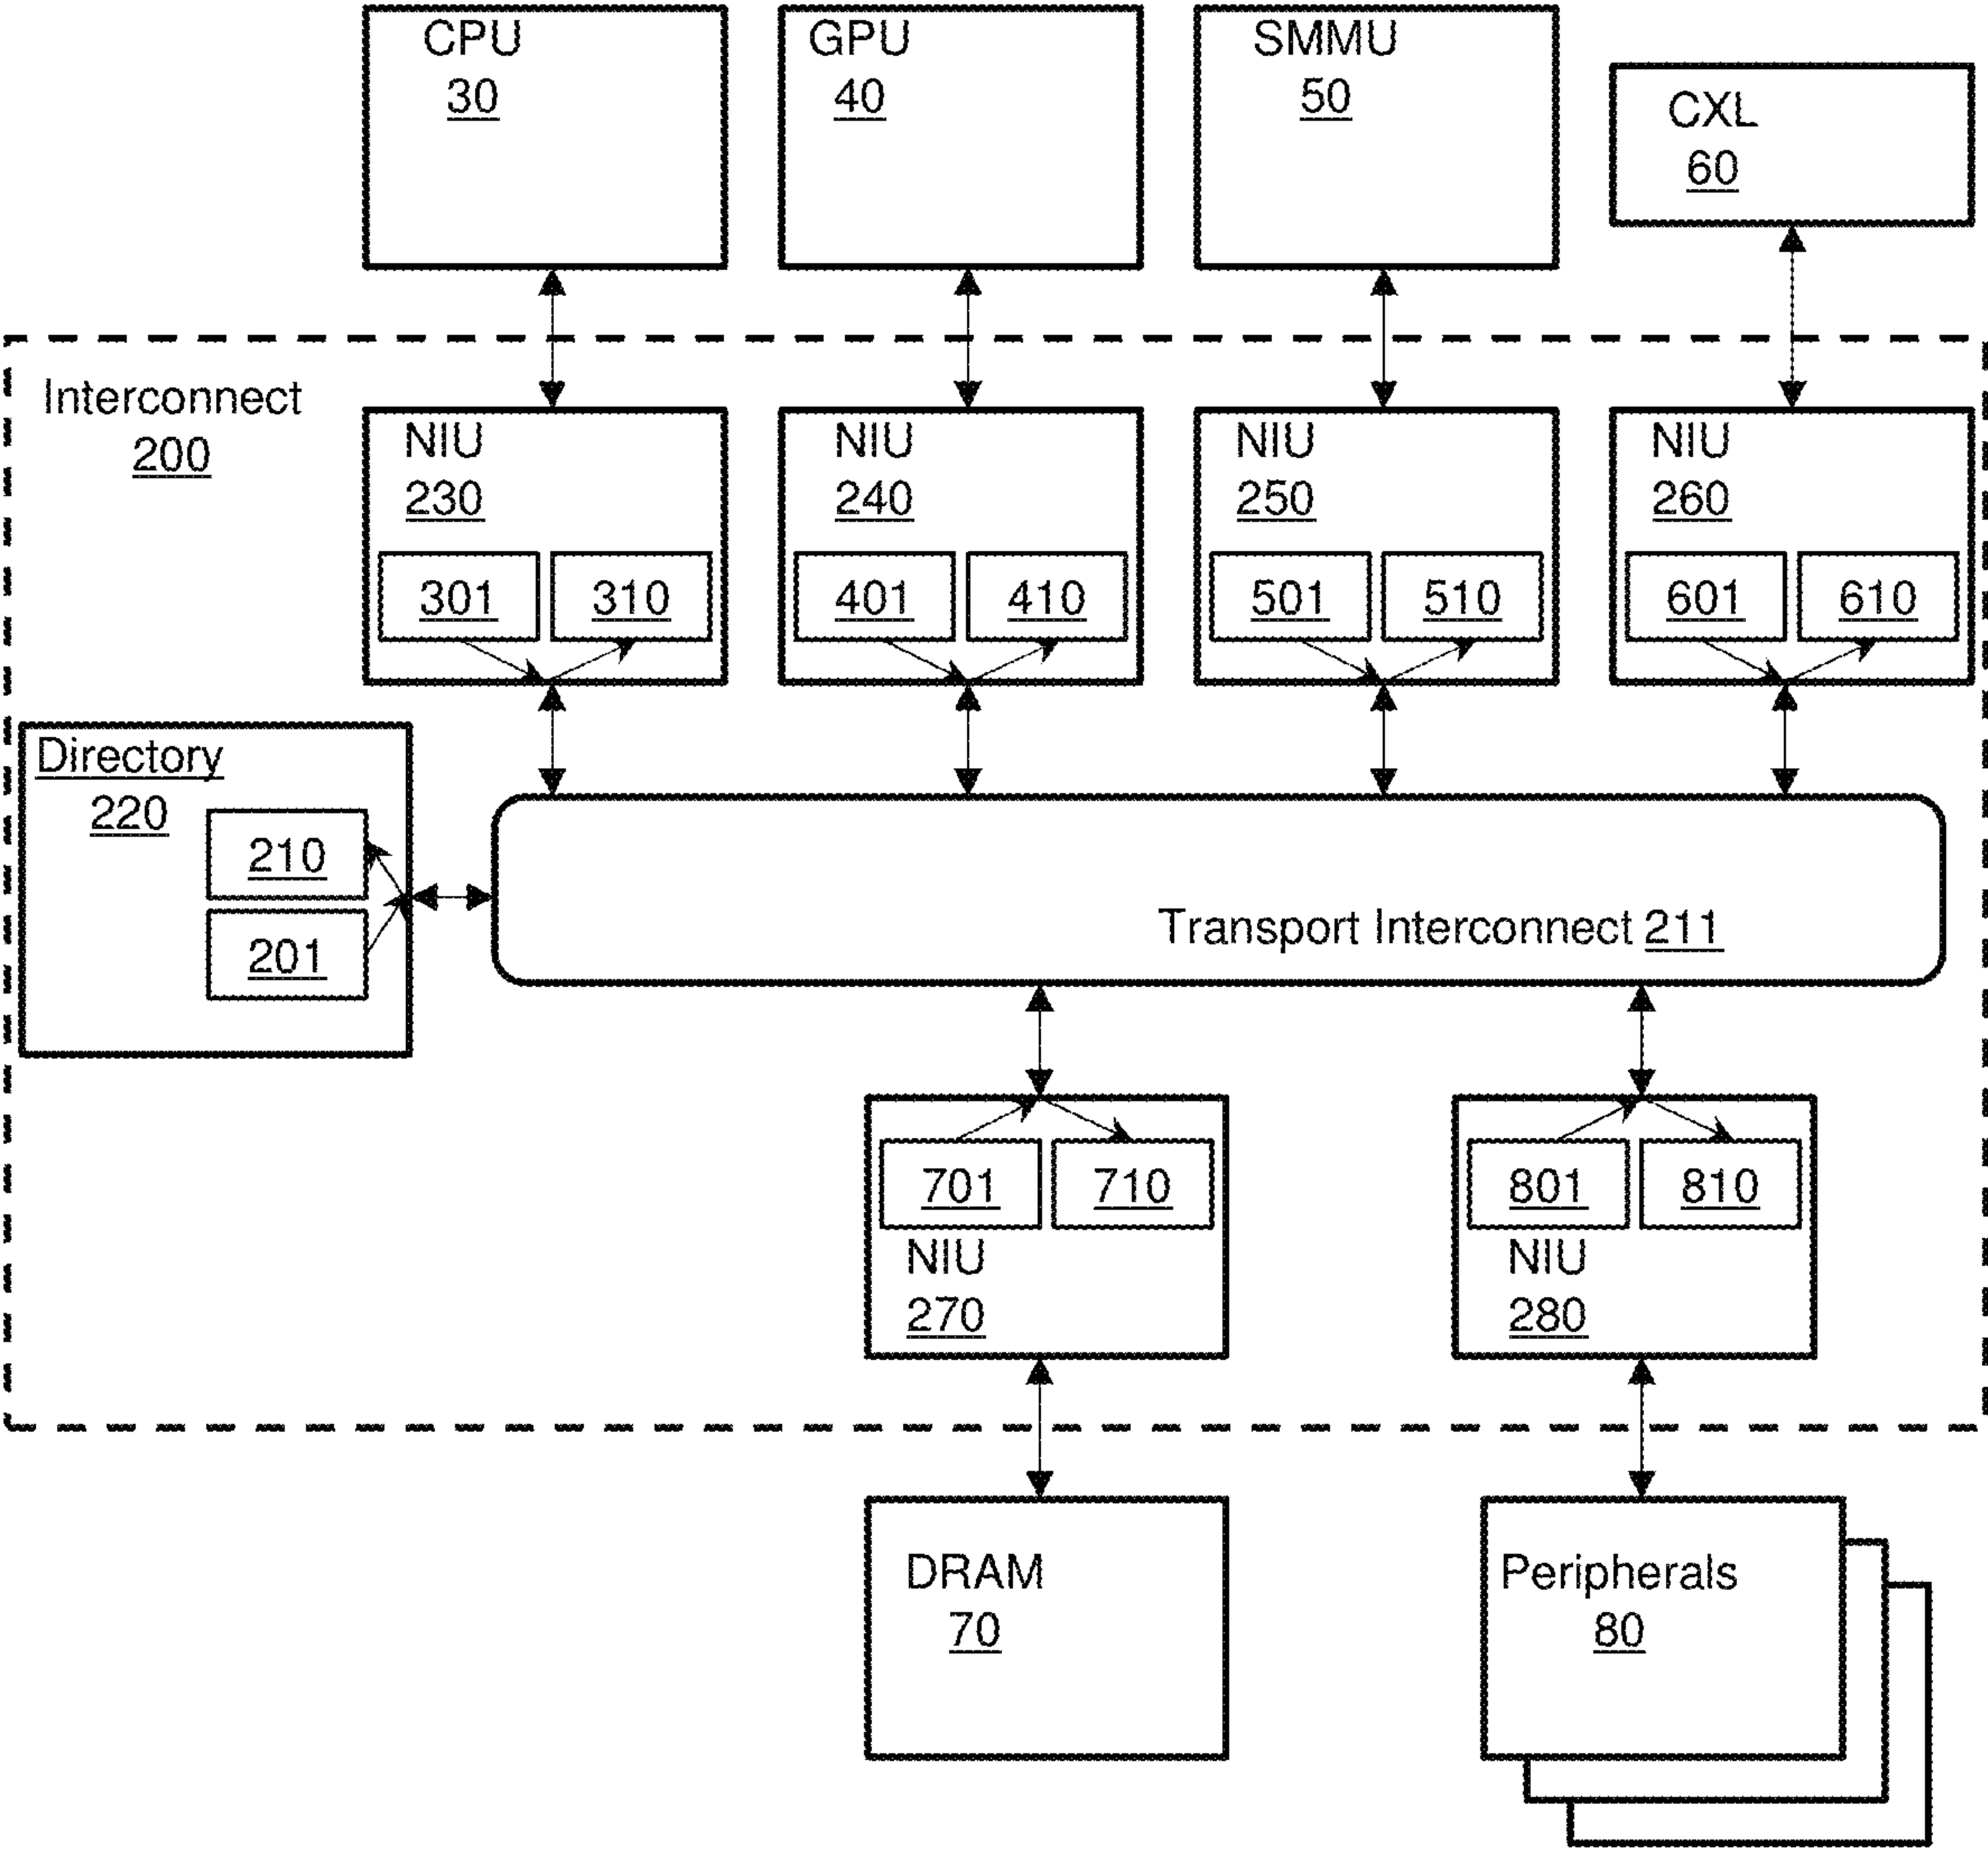 CPU
30
GPU
40
SMMU
50
CXL
60
Interconnect
200
NIU
230
301
310
NIU
240
401
410
NIU
250
501
510
NIU
260
601
610
Directory
220
210
201
Transport Interconnect 211
701
710
NIU
270
801
810
NIU
280
DRAM
70
Peripherals
80